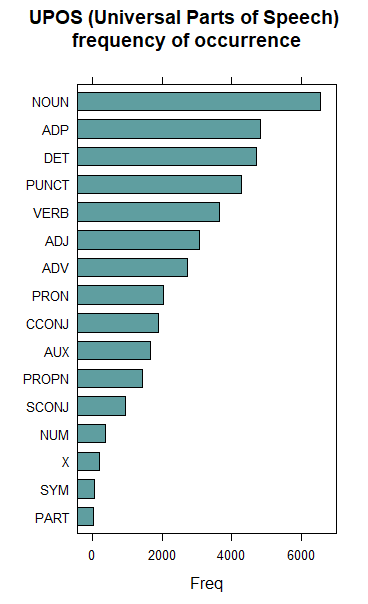 UPOS (Universal Parts of Speech)
frequency of occurrence
NOUN
ADP
DET
PUNCT
VERB
ADJ
ADV
PRON
CCONJ
AUX
PROPN
SCONJ
NUM
X
SYM
PART
0 2000 4000 6000
Freq